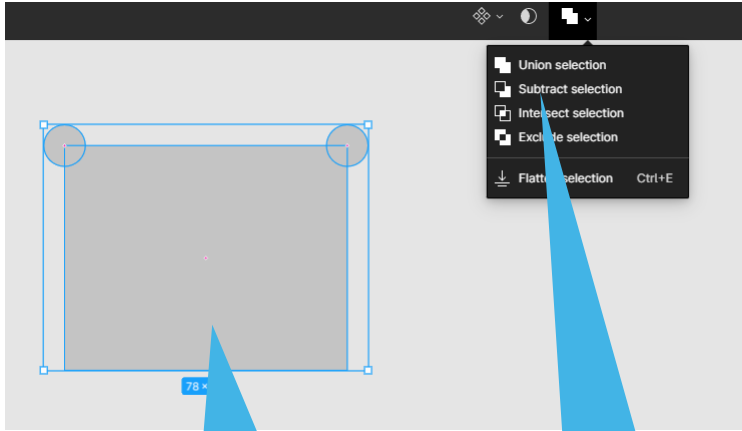 Union selection
Subtract selection
Intersect selection
Exclude selection
Flatten selection Ctrl+E
78 ×